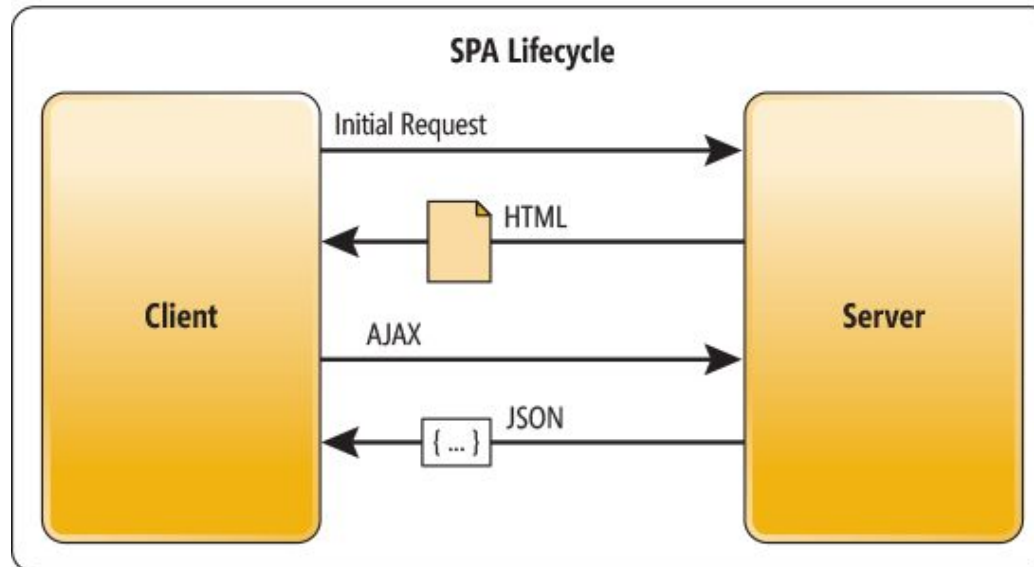 SPA Lifecycle
Initial Request
HTML
Client
Server
AJAX
JSON
{ ... }